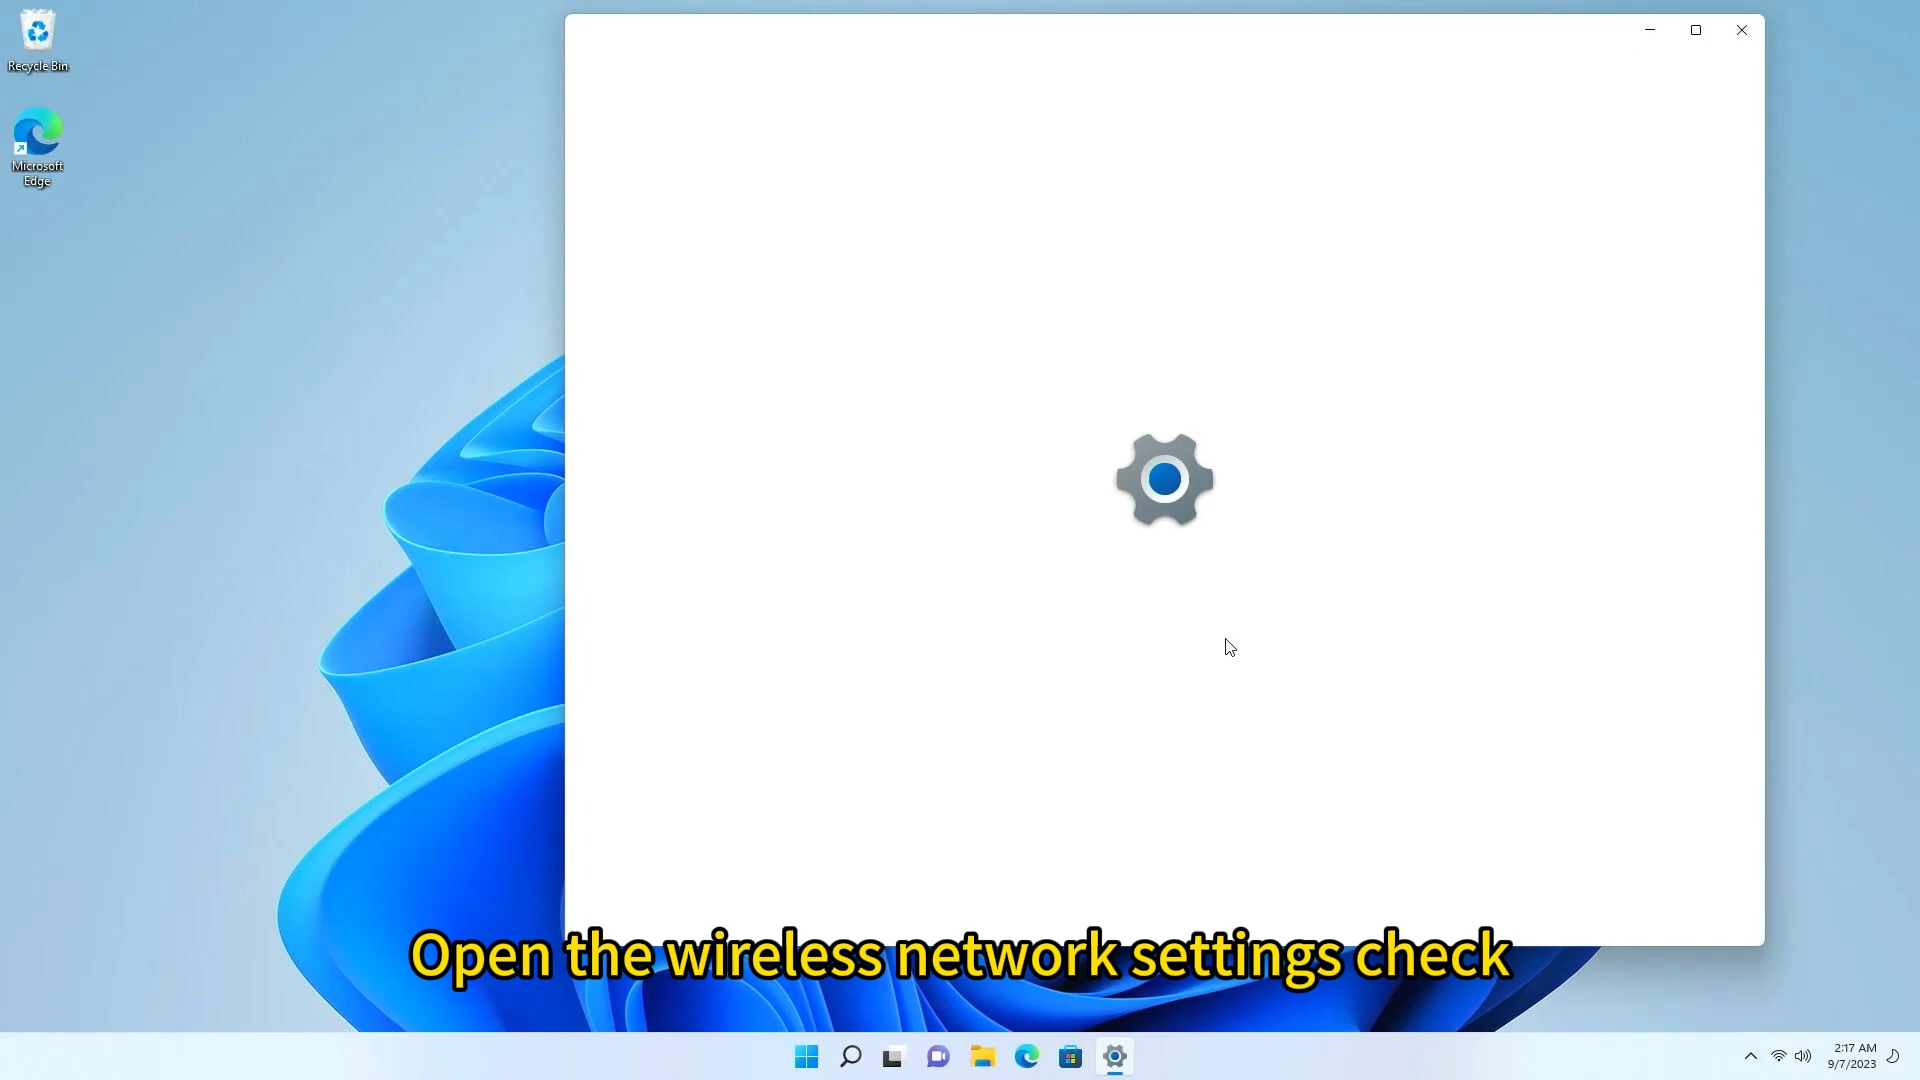 Recycle Bin
Microsoft
Edge
Open the wireless network settings check
2:17 AM
9/7/2023